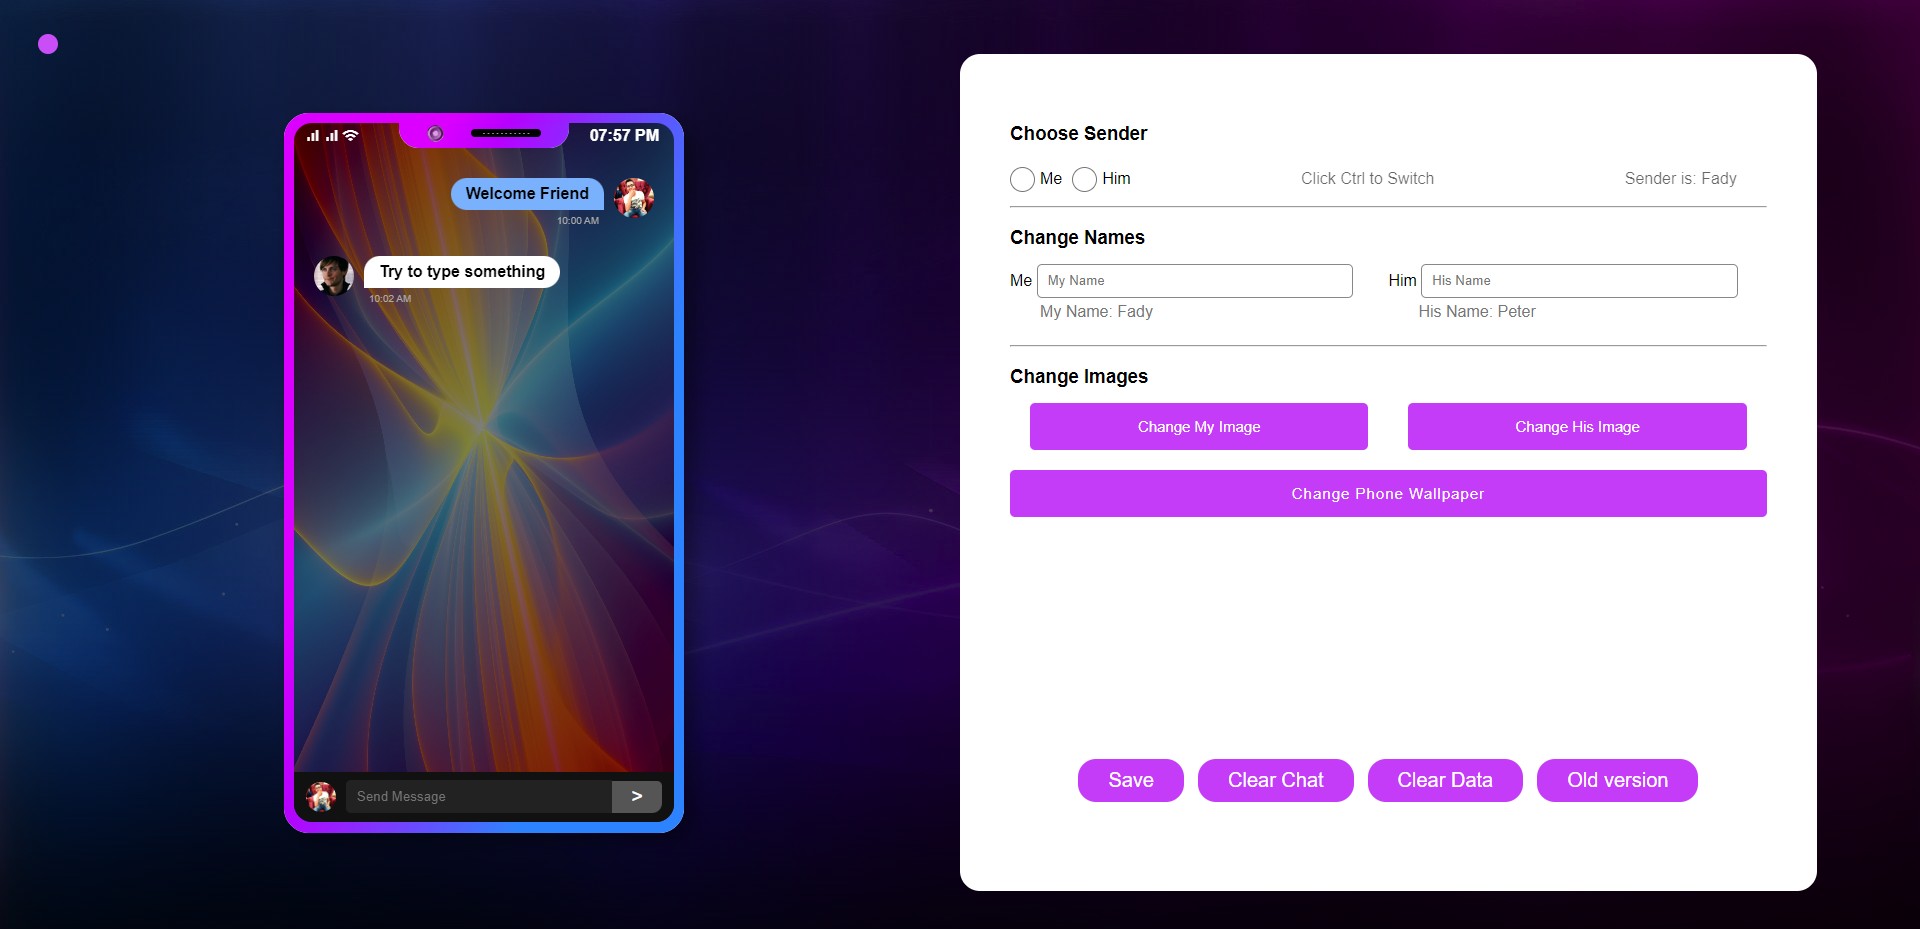 07:57 PM
Welcome Friend
10:00 AM
Try to type something
10:02 AM
Send Message
>
Choose Sender
Me Him Click Ctrl to Switch Sender is: Fady
Change Names
Me My Name Him His Name
My Name: Fady His Name: Peter
Change Images
Change My Image Change His Image
Change Phone Wallpaper
Save Clear Chat Clear Data Old version